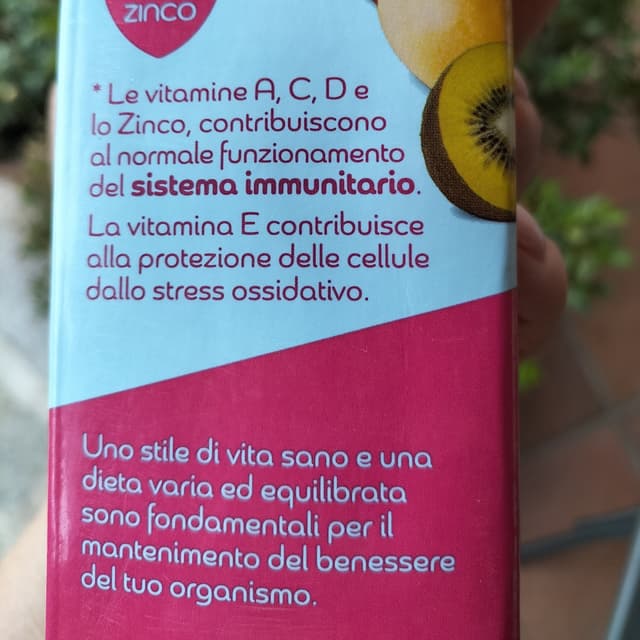 ZINCO
* Le vitamine A, C, D e
lo Zinco, contribuiscono
al normale funzionamento
del sistema immunitario.
La vitamina E contribuisce
alla protezione delle cellule
dallo stress ossidativo.
Uno stile di vita sano e una
dieta varia ed equilibrata
sono fondamentali per il
mantenimento del benessere
del tuo organismo.